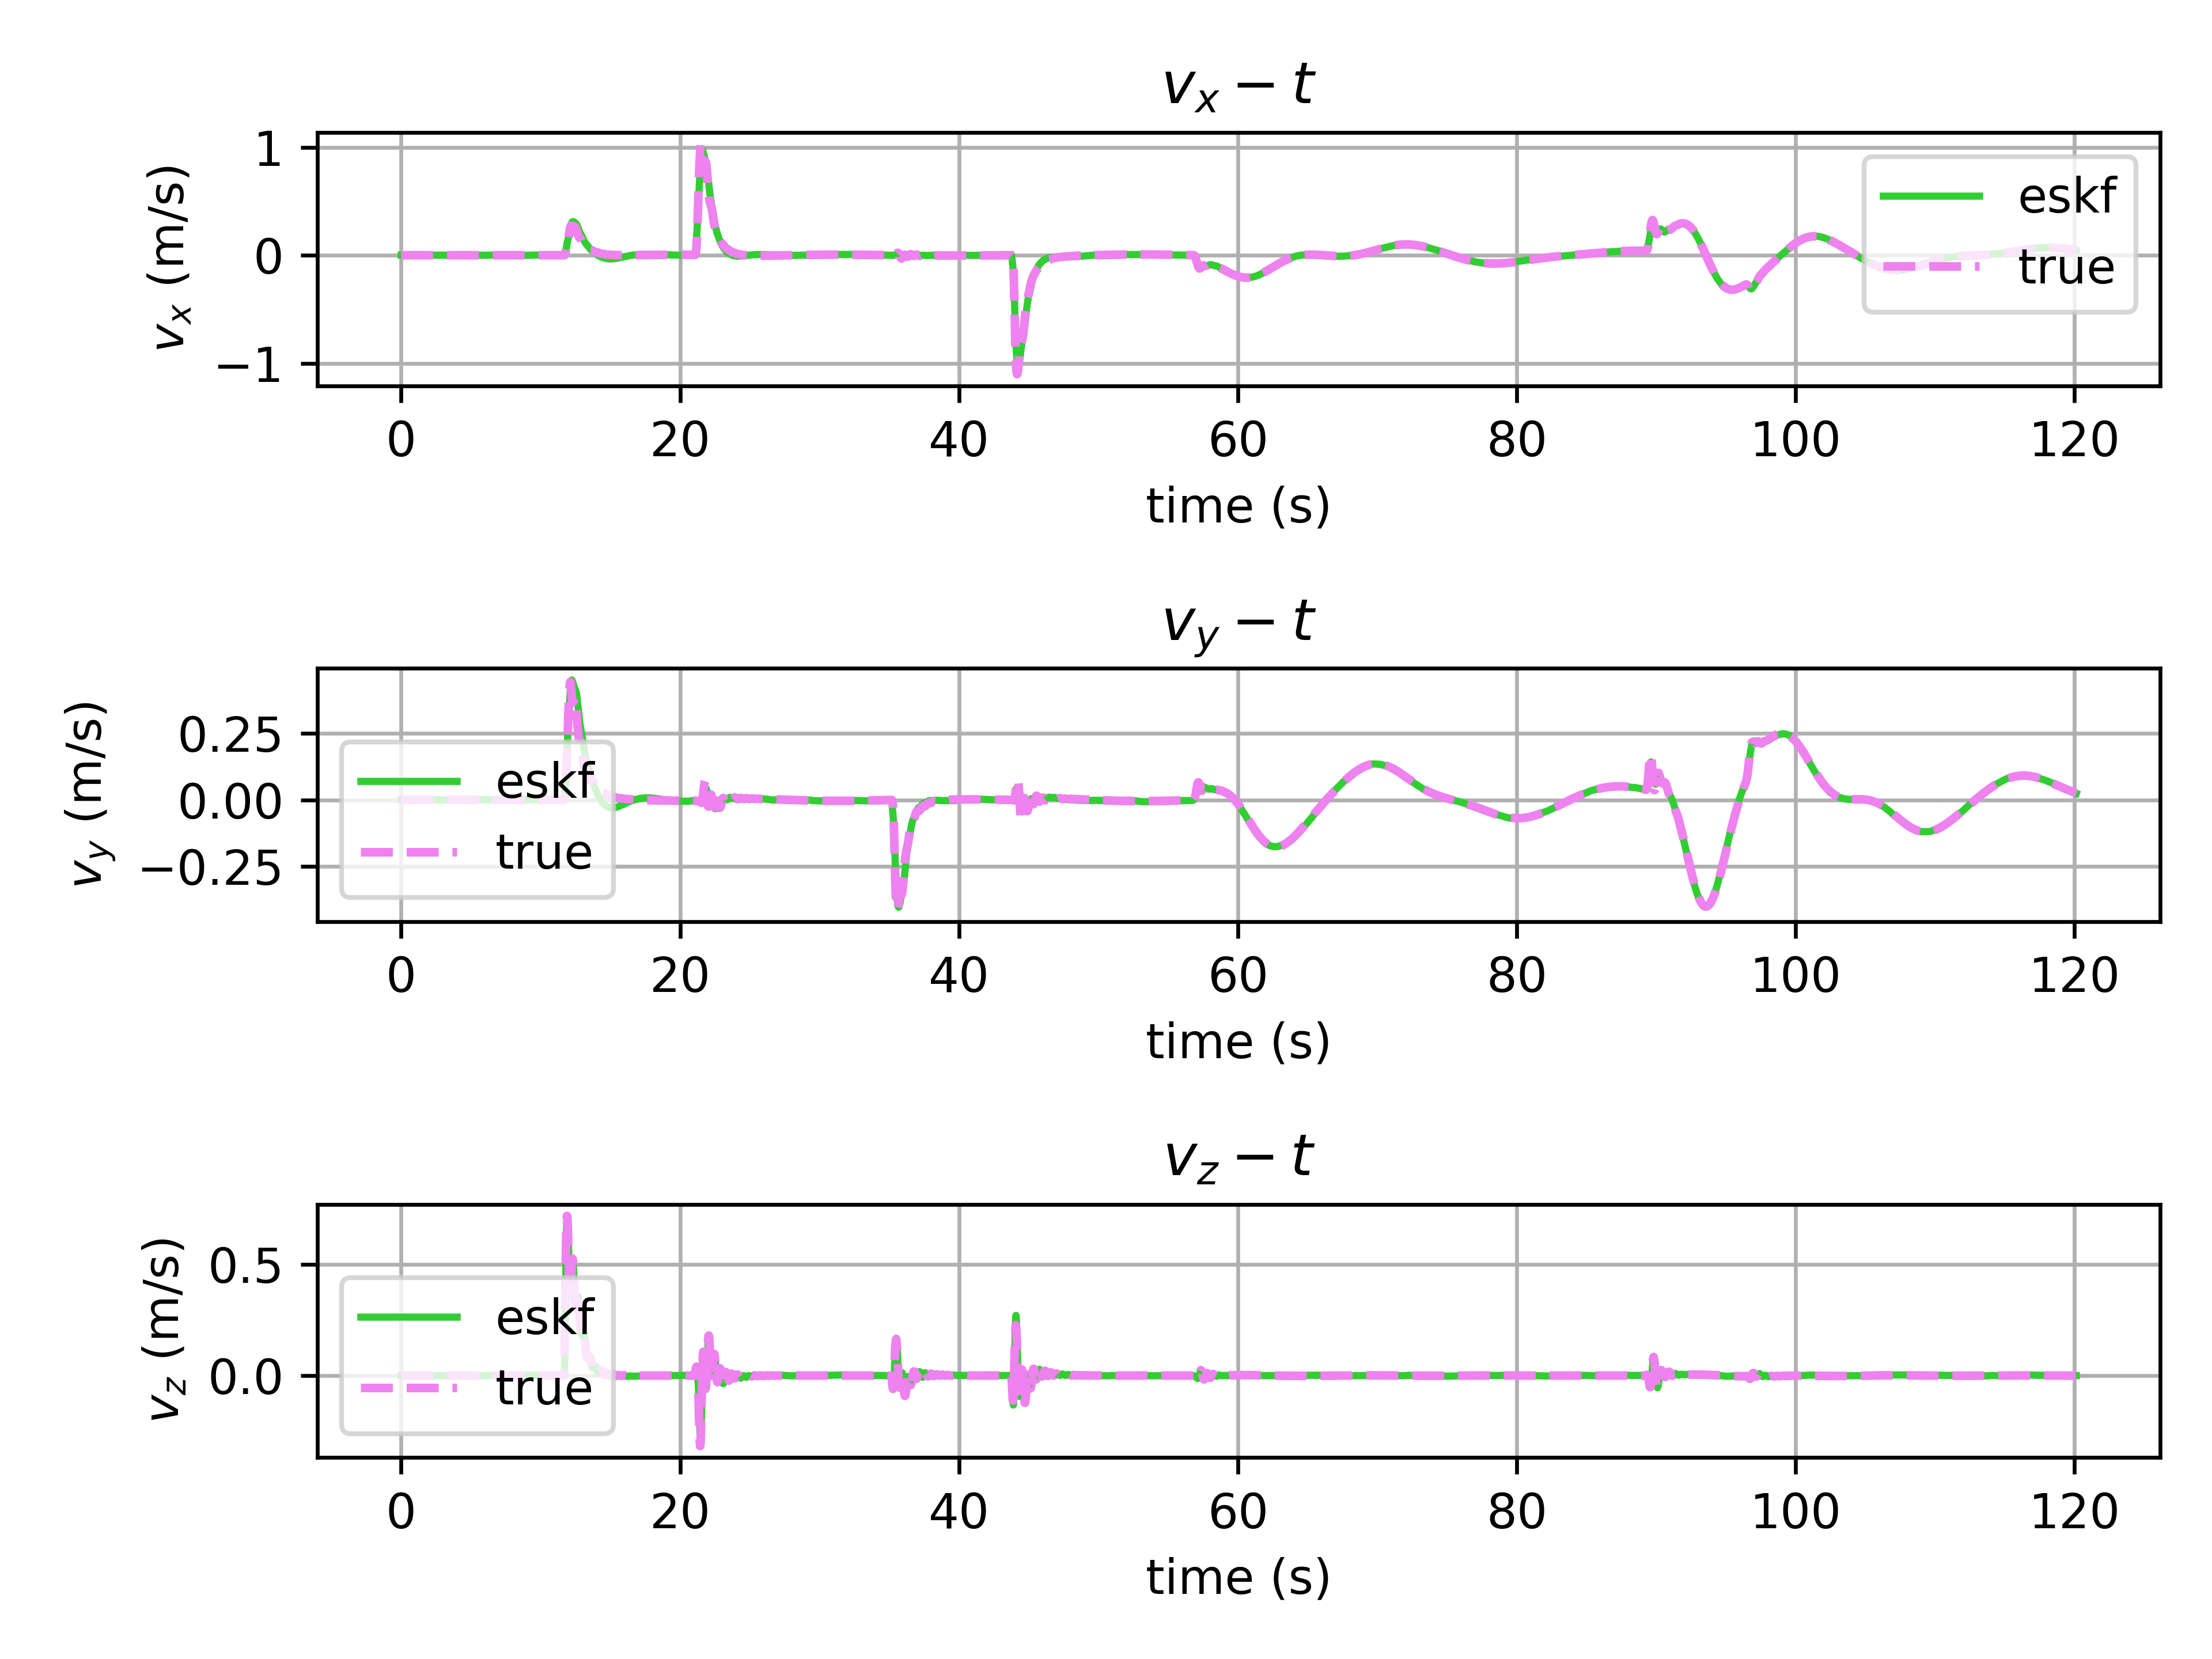 v_x − t
v_x (m/s)
1
0
−1
eskf
true
0 20 40 60 80 100 120
time (s)
v_y − t
v_y (m/s)
0.25
0.00
−0.25
eskf
true
0 20 40 60 80 100 120
time (s)
v_z − t
v_z (m/s)
0.5
0.0
eskf
true
0 20 40 60 80 100 120
time (s)